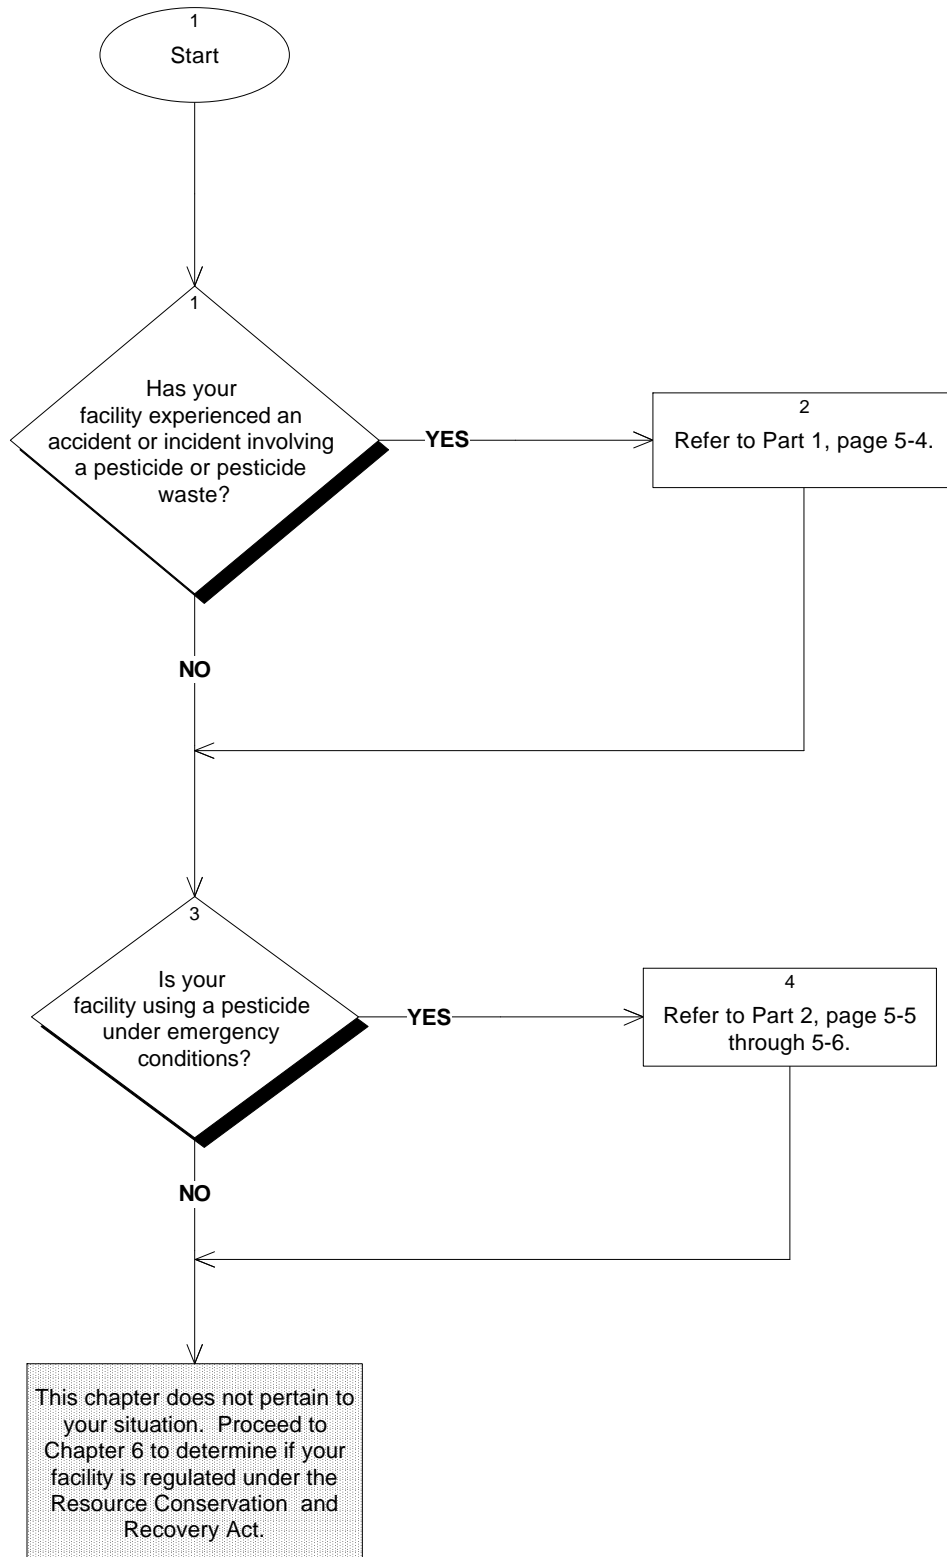 1
Start
1
Has your
facility experienced an
accident or incident involving
a pesticide or pesticide
waste?
YES
2
Refer to Part 1, page 5-4.
NO
3
Is your
facility using a pesticide
under emergency
conditions?
YES
4
Refer to Part 2, page 5-5
through 5-6.
NO
This chapter does not pertain to
your situation.  Proceed to
Chapter 6 to determine if your
facility is regulated under the
Resource Conservation  and
Recovery Act.